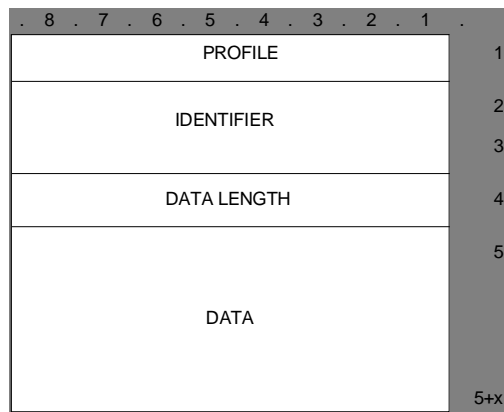 . 8 . 7 . 6 . 5 . 4 . 3 . 2 . 1 .
PROFILE 1
IDENTIFIER 2
3
DATA LENGTH 4
5
DATA
5+x